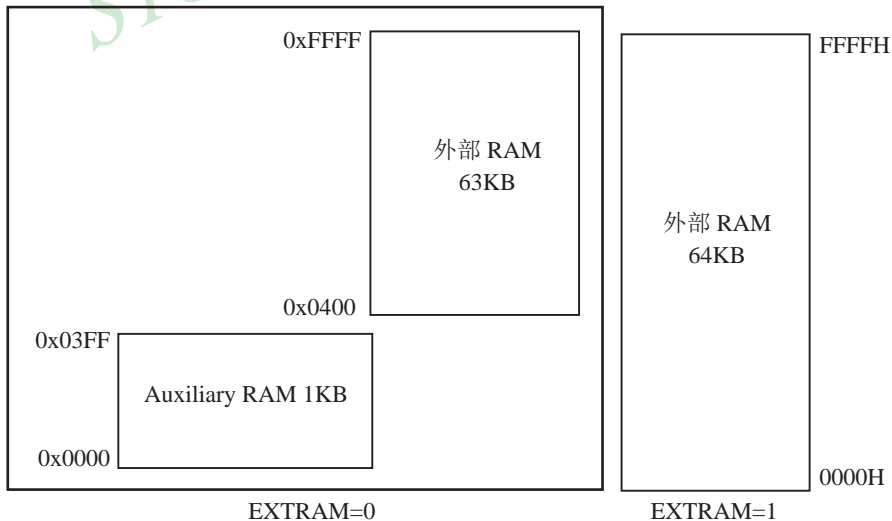 0xFFFF
外部 RAM
63KB
0x0400
0x03FF
Auxiliary RAM 1KB
0x0000
EXTRAM=0
FFFFH
外部 RAM
64KB
0000H
EXTRAM=1